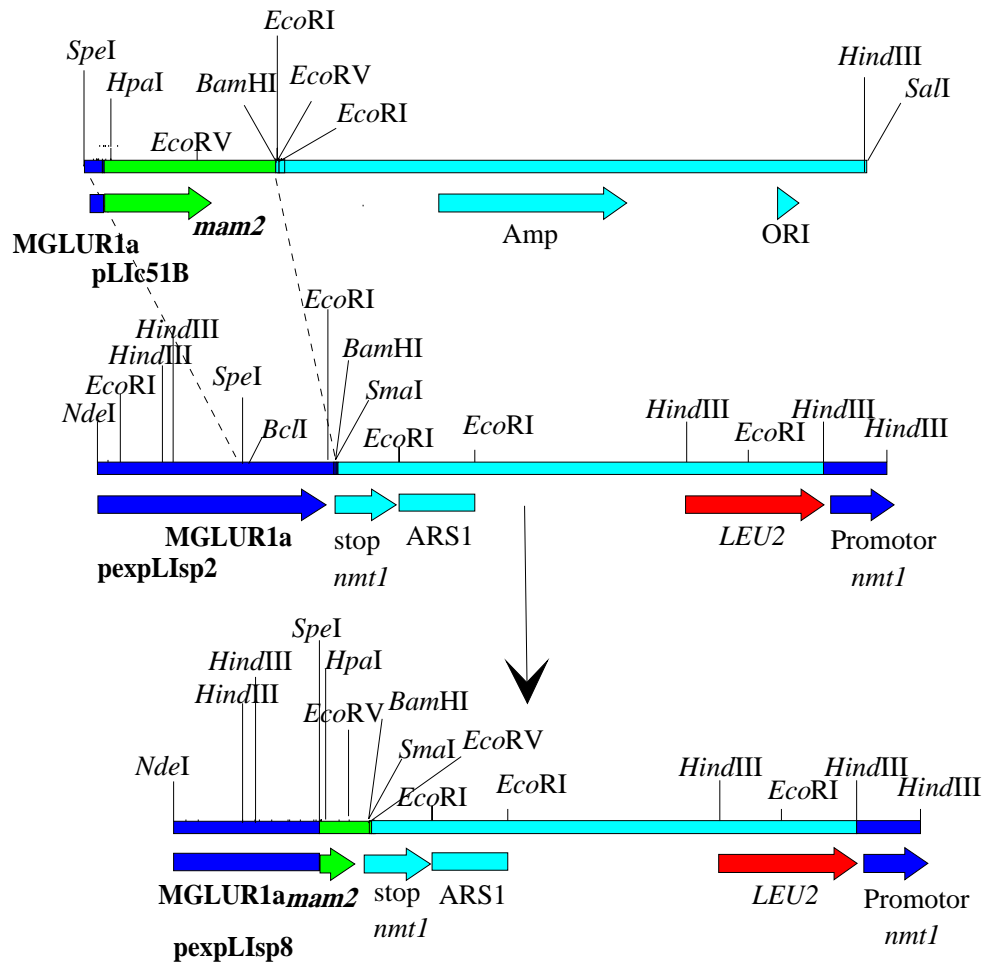 EcoRI
SpeI
HpaI
BamHI
EcoRV
HindIII
SalI
EcoRI
EcoRV
mam2
Amp
ORI
MGLUR1a
pLIc51B
EcoRI
HindIII
HindIII
BamHI
EcoRI
SpeI
SmaI
NdeI
BclI
EcoRI
EcoRI
HindIII
EcoRI
HindIII
HindIII
MGLUR1a
stop
nmt1
ARS1
LEU2
Promotor
nmt1
pexpLIsp2
SpeI
HindIII
HpaI
HindIII
EcoRV
BamHI
SmaI
EcoRV
NdeI
EcoRI
EcoRI
HindIII
EcoRI
HindIII
HindIII
MGLUR1a
mam2
stop
nmt1
ARS1
LEU2
Promotor
nmt1
pexpLIsp8